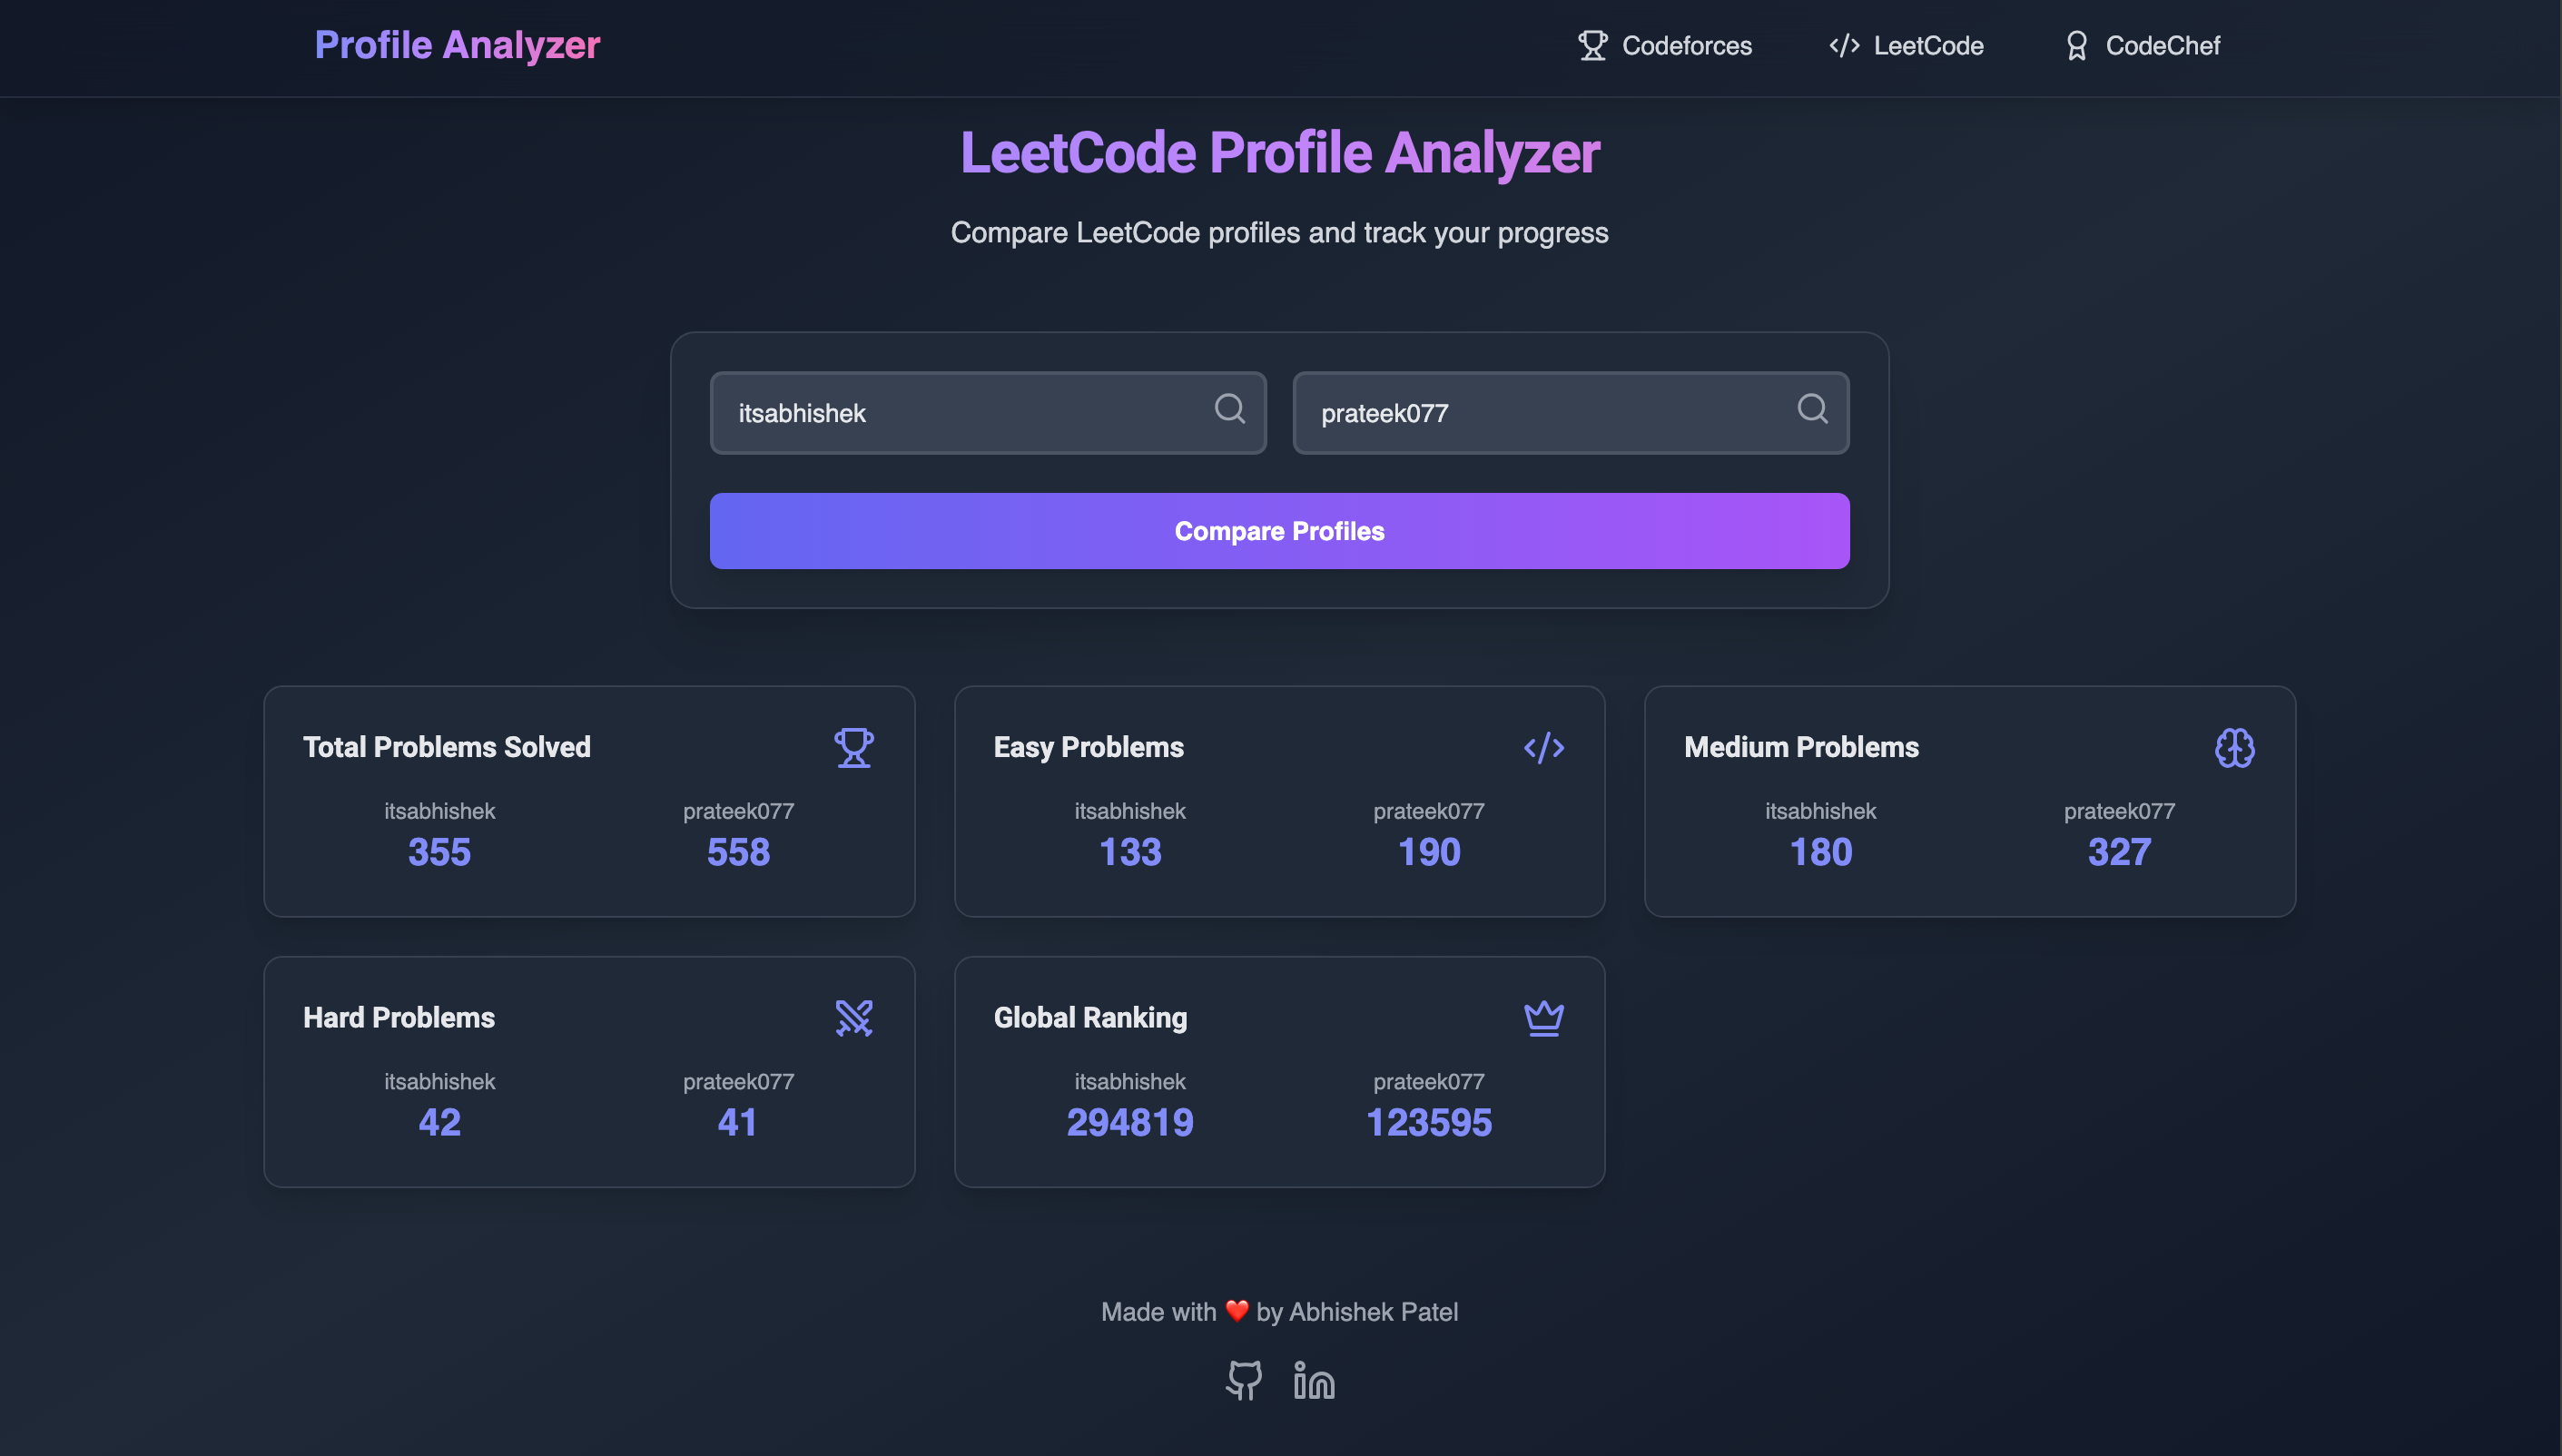 Profile Analyzer
Codeforces
LeetCode
CodeChef
LeetCode Profile Analyzer
Compare LeetCode profiles and track your progress
itsabhishek
prateek077
Compare Profiles
Total Problems Solved
itsabhishek
prateek077
355
558
Easy Problems
itsabhishek
prateek077
133
190
Medium Problems
itsabhishek
prateek077
180
327
Hard Problems
itsabhishek
prateek077
42
41
Global Ranking
itsabhishek
prateek077
294819
123595
Made with ❤️ by Abhishek Patel